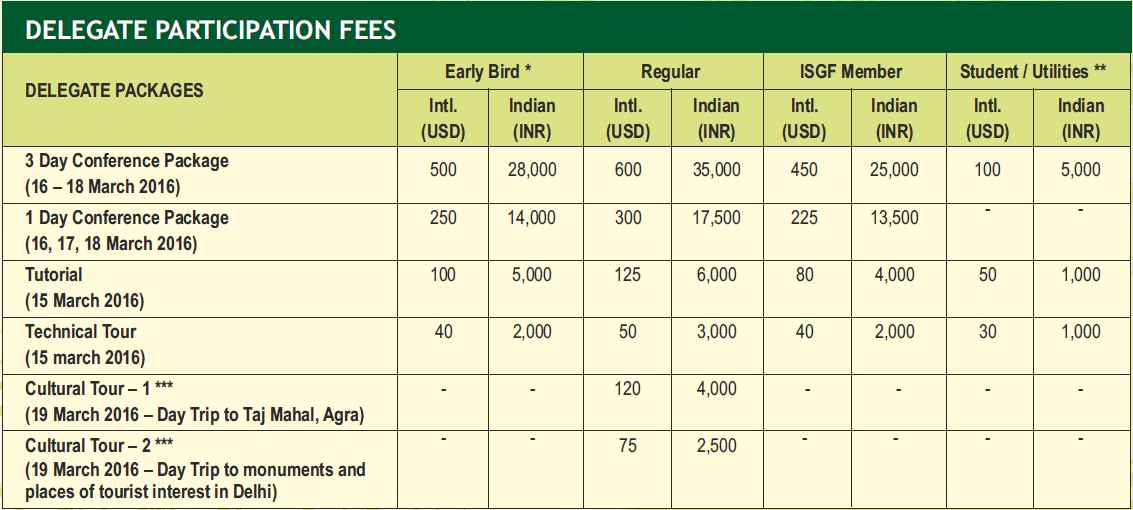 DELEGATE PARTICIPATION FEES
DELEGATE PACKAGES
Early Bird * Regular ISGF Member Student / Utilities **
Intl. Indian Intl. Indian Intl. Indian Intl. Indian
(USD) (INR) (USD) (INR) (USD) (INR) (USD) (INR)
3 Day Conference Package
(16 – 18 March 2016)
500 28,000 600 35,000 450 25,000 100 5,000
1 Day Conference Package
(16, 17, 18 March 2016)
250 14,000 300 17,500 225 13,500 - -
Tutorial
(15 March 2016)
100 5,000 125 6,000 80 4,000 50 1,000
Technical Tour
(15 march 2016)
40 2,000 50 3,000 40 2,000 30 1,000
Cultural Tour – 1 ***
(19 March 2016 – Day Trip to Taj Mahal, Agra)
- - 120 4,000 - - - -
Cultural Tour – 2 ***
(19 March 2016 – Day Trip to monuments and
places of tourist interest in Delhi)
- - 75 2,500 - - - -